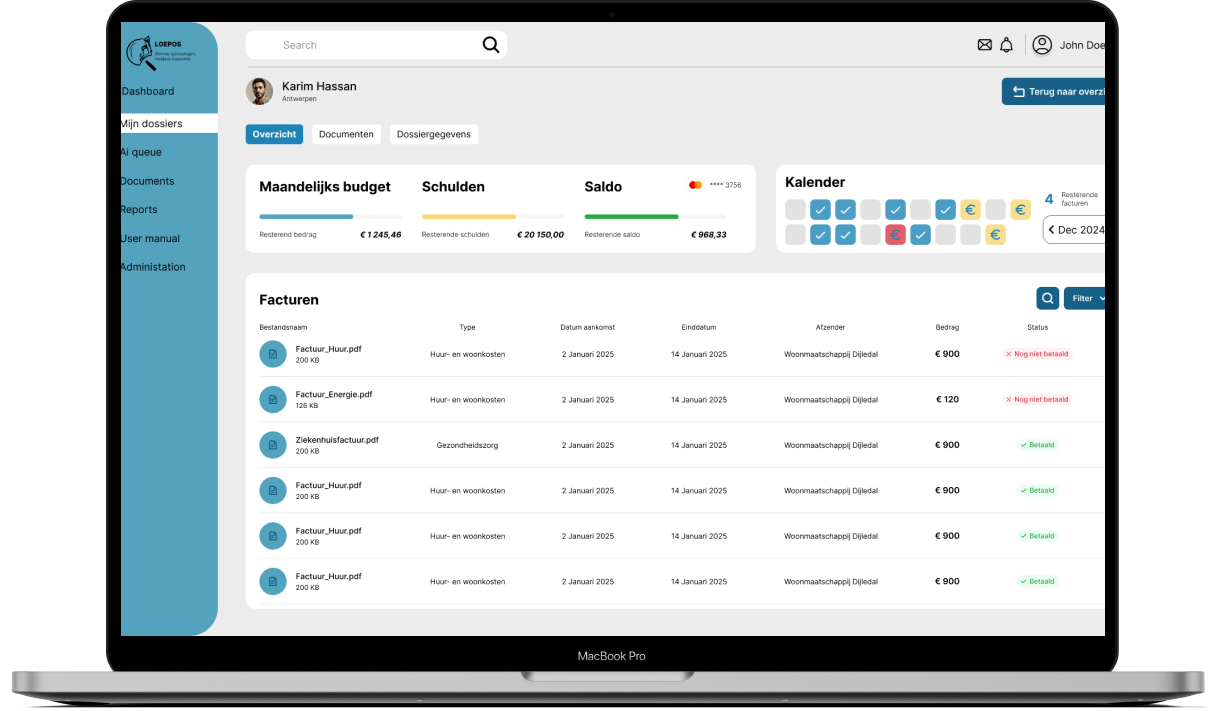 LOEPOS
Search
John Doe
Dashboard
Mijn dossiers
Ai queue
Documents
Reports
User manual
Administation
Karim Hassan
Antwerpen
Terug naar overzi
Overzicht
Documenten
Dossiergegevens
Maandelijks budget
Resterend bedrag
€ 1 245,46
Schulden
Resterende schulden
€ 20 150,00
Saldo
**** 3756
Resterende saldo
€ 968,33
Kalender
€ €
€ €
4
Resterende
facturen
Dec 2024
Facturen
Filter
Bestandsnaam Type Datum aankomst Einddatum Afzender Bedrag Status
Factuur_Huur.pdf
200 KB
Huur- en woonkosten 2 Januari 2025 14 Januari 2025 Woonmaatschappij Dijledal € 900 Nog niet betaald
Factuur_Energie.pdf
126 KB
Huur- en woonkosten 2 Januari 2025 14 Januari 2025 Woonmaatschappij Dijledal € 120 Nog niet betaald
Ziekenhuisfactuur.pdf
200 KB
Gezondheidszorg 2 Januari 2025 14 Januari 2025 Woonmaatschappij Dijledal € 900 Betaald
Factuur_Huur.pdf
200 KB
Huur- en woonkosten 2 Januari 2025 14 Januari 2025 Woonmaatschappij Dijledal € 900 Betaald
Factuur_Huur.pdf
200 KB
Huur- en woonkosten 2 Januari 2025 14 Januari 2025 Woonmaatschappij Dijledal € 900 Betaald
Factuur_Huur.pdf
200 KB
Huur- en woonkosten 2 Januari 2025 14 Januari 2025 Woonmaatschappij Dijledal € 900 Betaald
MacBook Pro